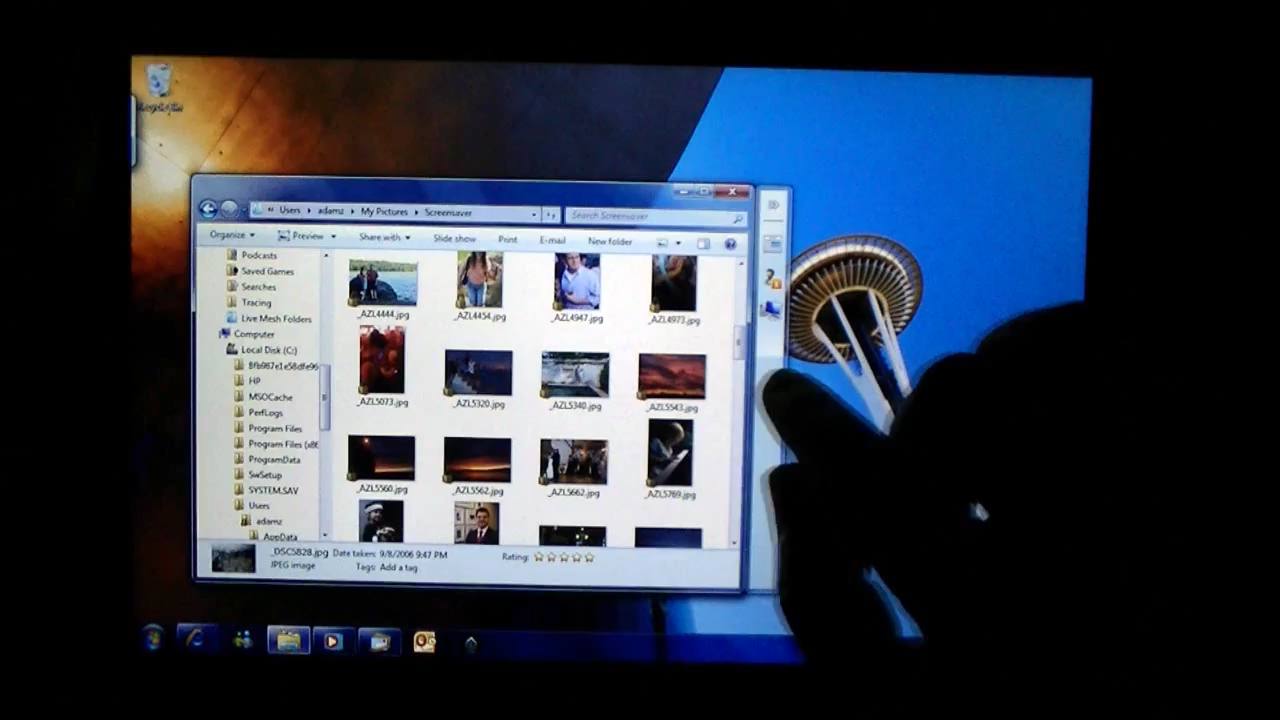 Recycle Bin
Users adamz My Pictures Screensaver
Search Screensaver
Organize Preview Share with Slide show Print E-mail New folder
Podcasts
Saved Games
Searches
Tracing
Live Mesh Folders
Computer
Local Disk (C:)
8fb987e1e58dfe96
HP
MSOCache
PerfLogs
Program Files
Program Files (x86
ProgramData
SwSetup
SYSTEM.SAV
Users
adamz
AppData
_AZL4444.jpg _AZL4454.jpg _AZL4947.jpg _AZL4973.jpg
_AZL5073.jpg _AZL5320.jpg _AZL5340.jpg _AZL5543.jpg
_AZL5560.jpg _AZL5562.jpg _AZL5662.jpg _AZL5769.jpg
_DSC5828.jpg Date taken: 9/8/2006 9:47 PM Rating:
JPEG image Tags: Add a tag